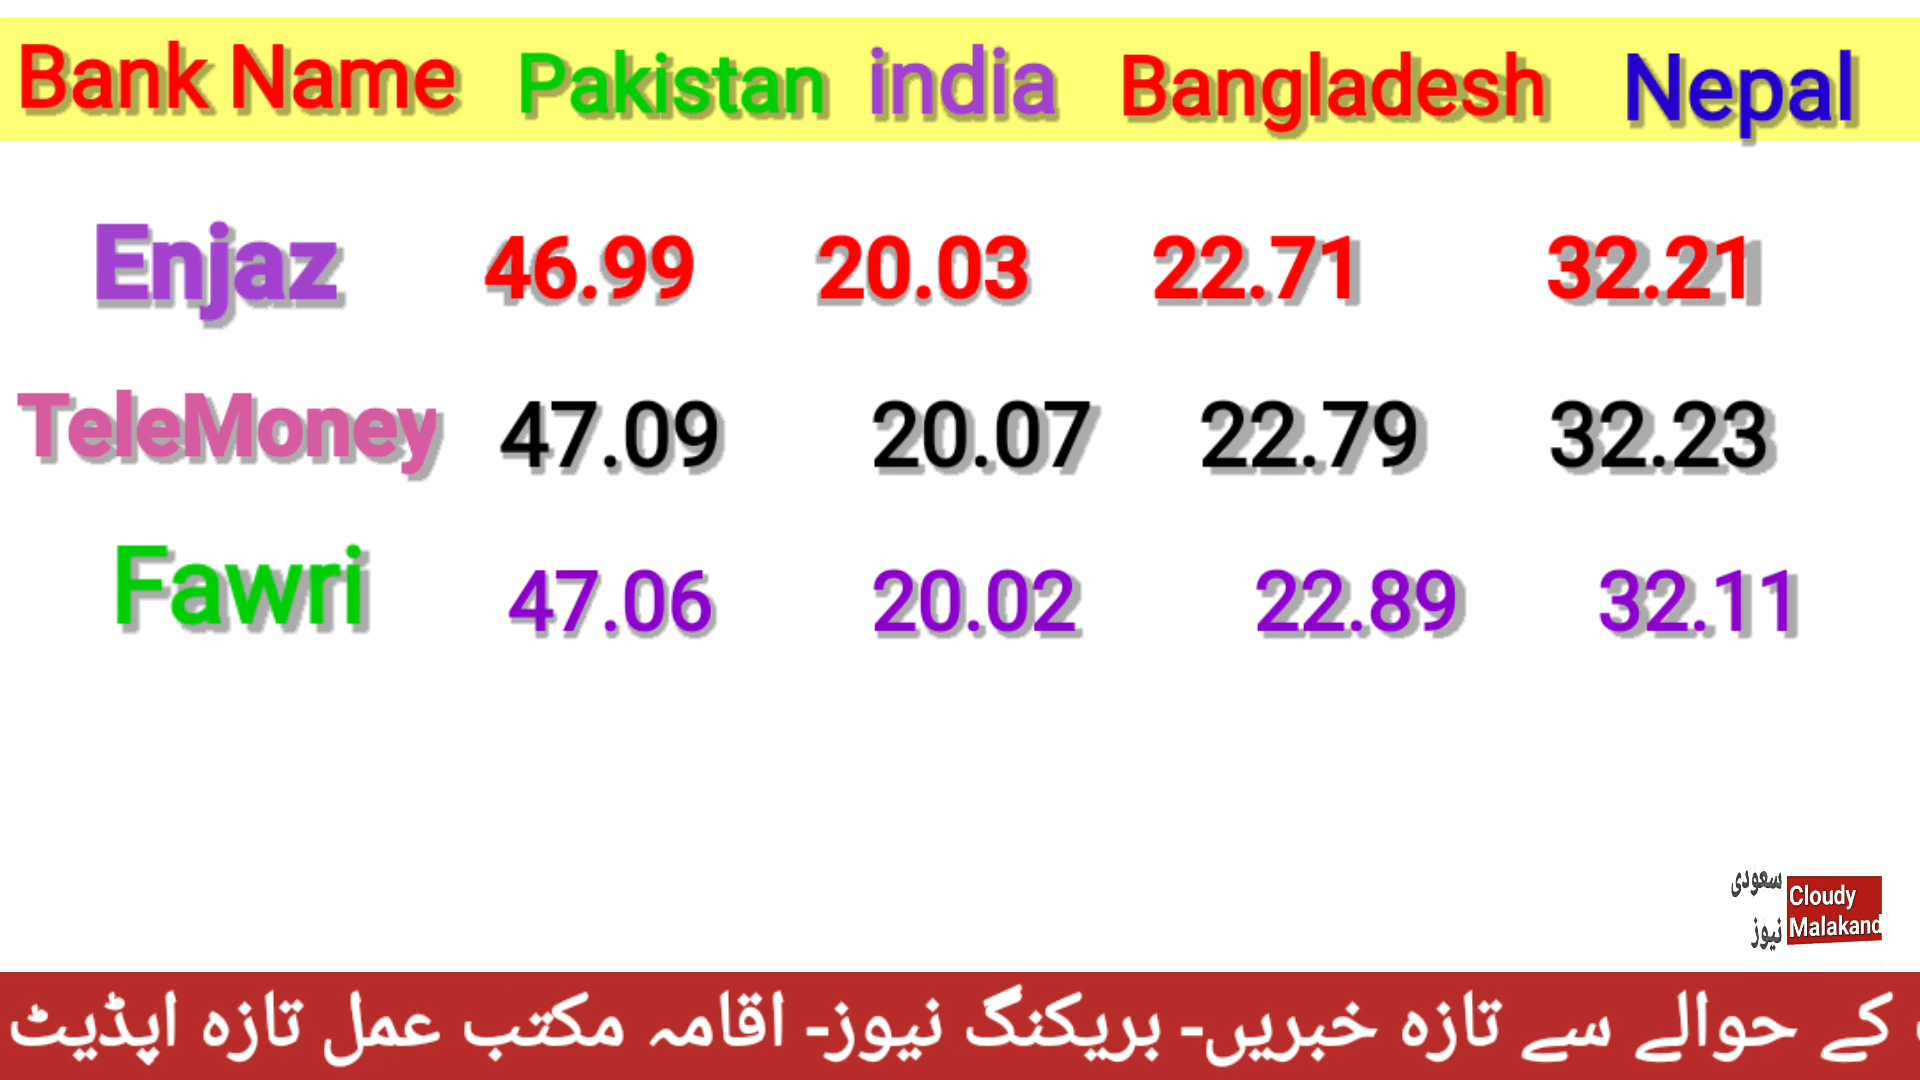 Bank Name Pakistan india Bangladesh Nepal
Enjaz 46.99 20.03 22.71 32.21
TeleMoney 47.09 20.07 22.79 32.23
Fawri 47.06 20.02 22.89 32.11
سعودی
نیوز
Cloudy
Malakand
کے حوالے سے تازہ خبریں- بریکنگ نیوز- اقامہ مکتب عمل تازہ اپڈیٹ